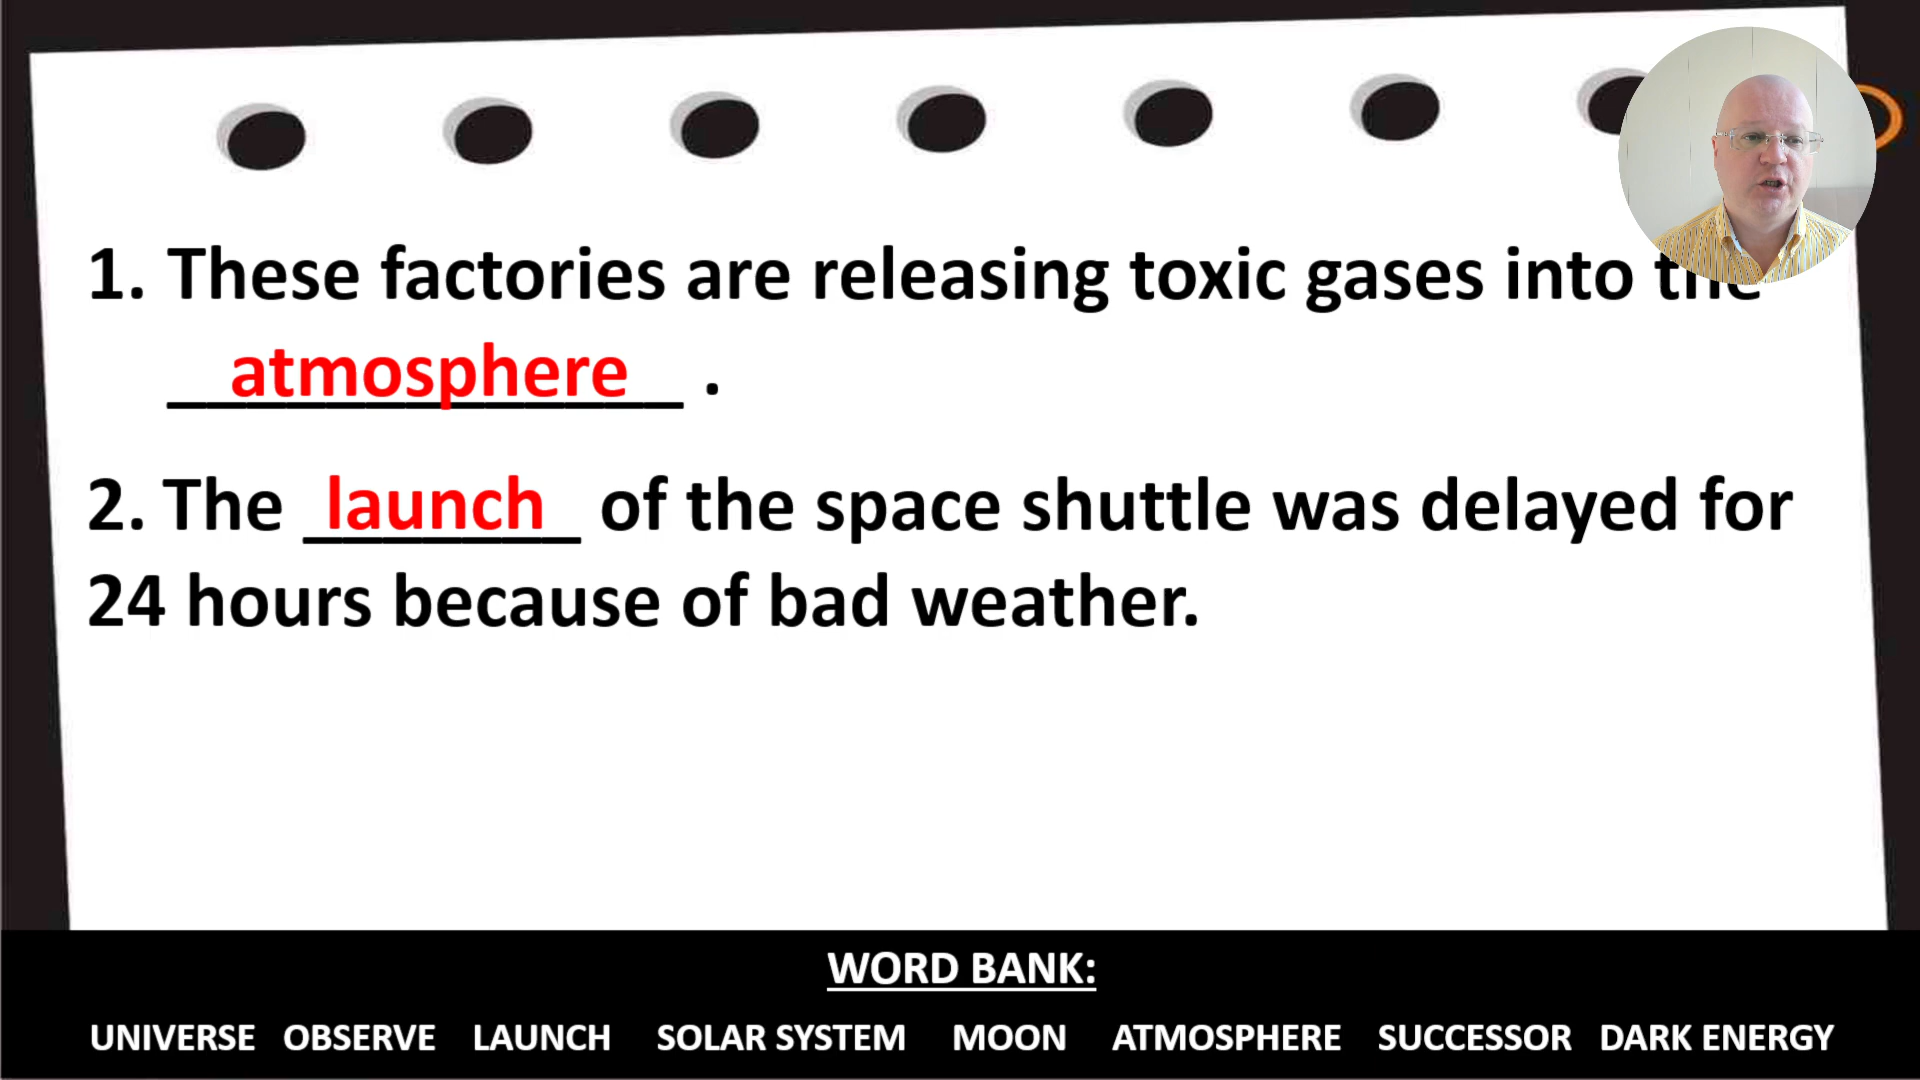 1. These factories are releasing toxic gases into the
atmosphere .
2. The launch of the space shuttle was delayed for
24 hours because of bad weather.
WORD BANK:
UNIVERSE OBSERVE LAUNCH SOLAR SYSTEM MOON ATMOSPHERE SUCCESSOR DARK ENERGY